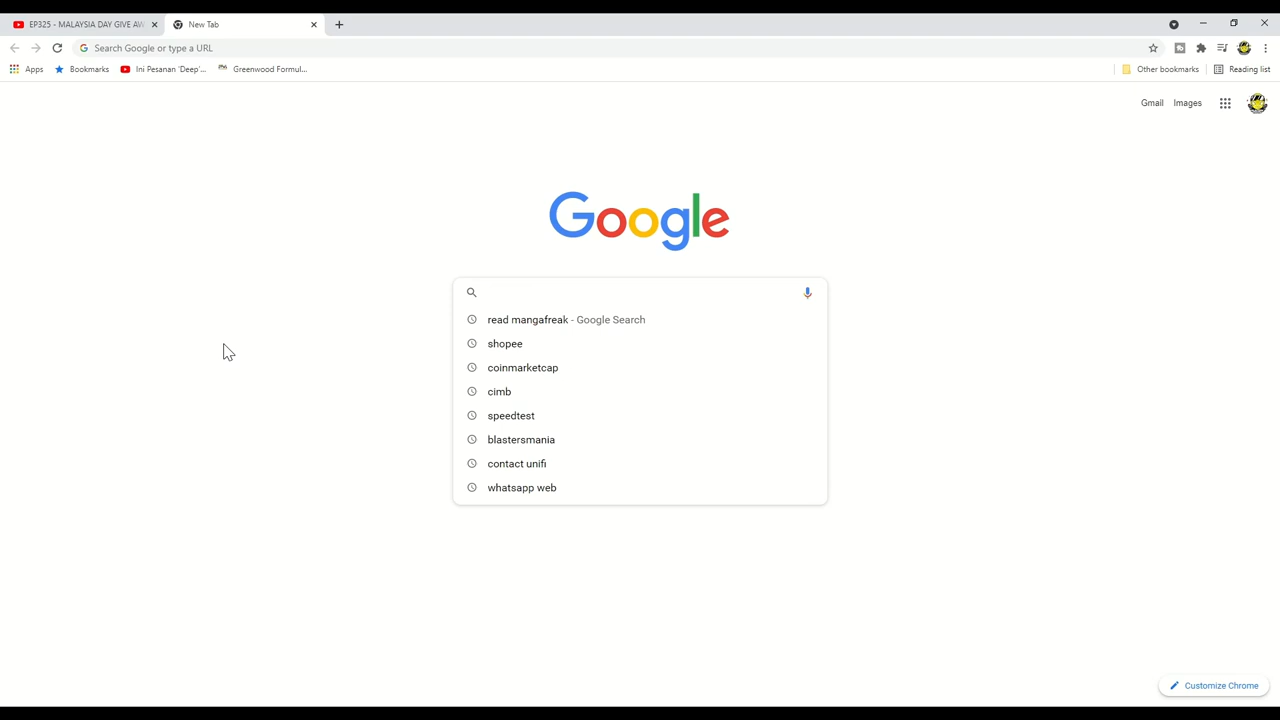 EP325 - MALAYSIA DAY GIVE AW
New Tab
Search Google or type a URL
Apps
Bookmarks
Ini Pesanan 'Deep'...
Greenwood Formul...
Other bookmarks
Reading list
Gmail
Images
Google
read mangafreak - Google Search
shopee
coinmarketcap
cimb
speedtest
blastersmania
contact unifi
whatsapp web
Customize Chrome